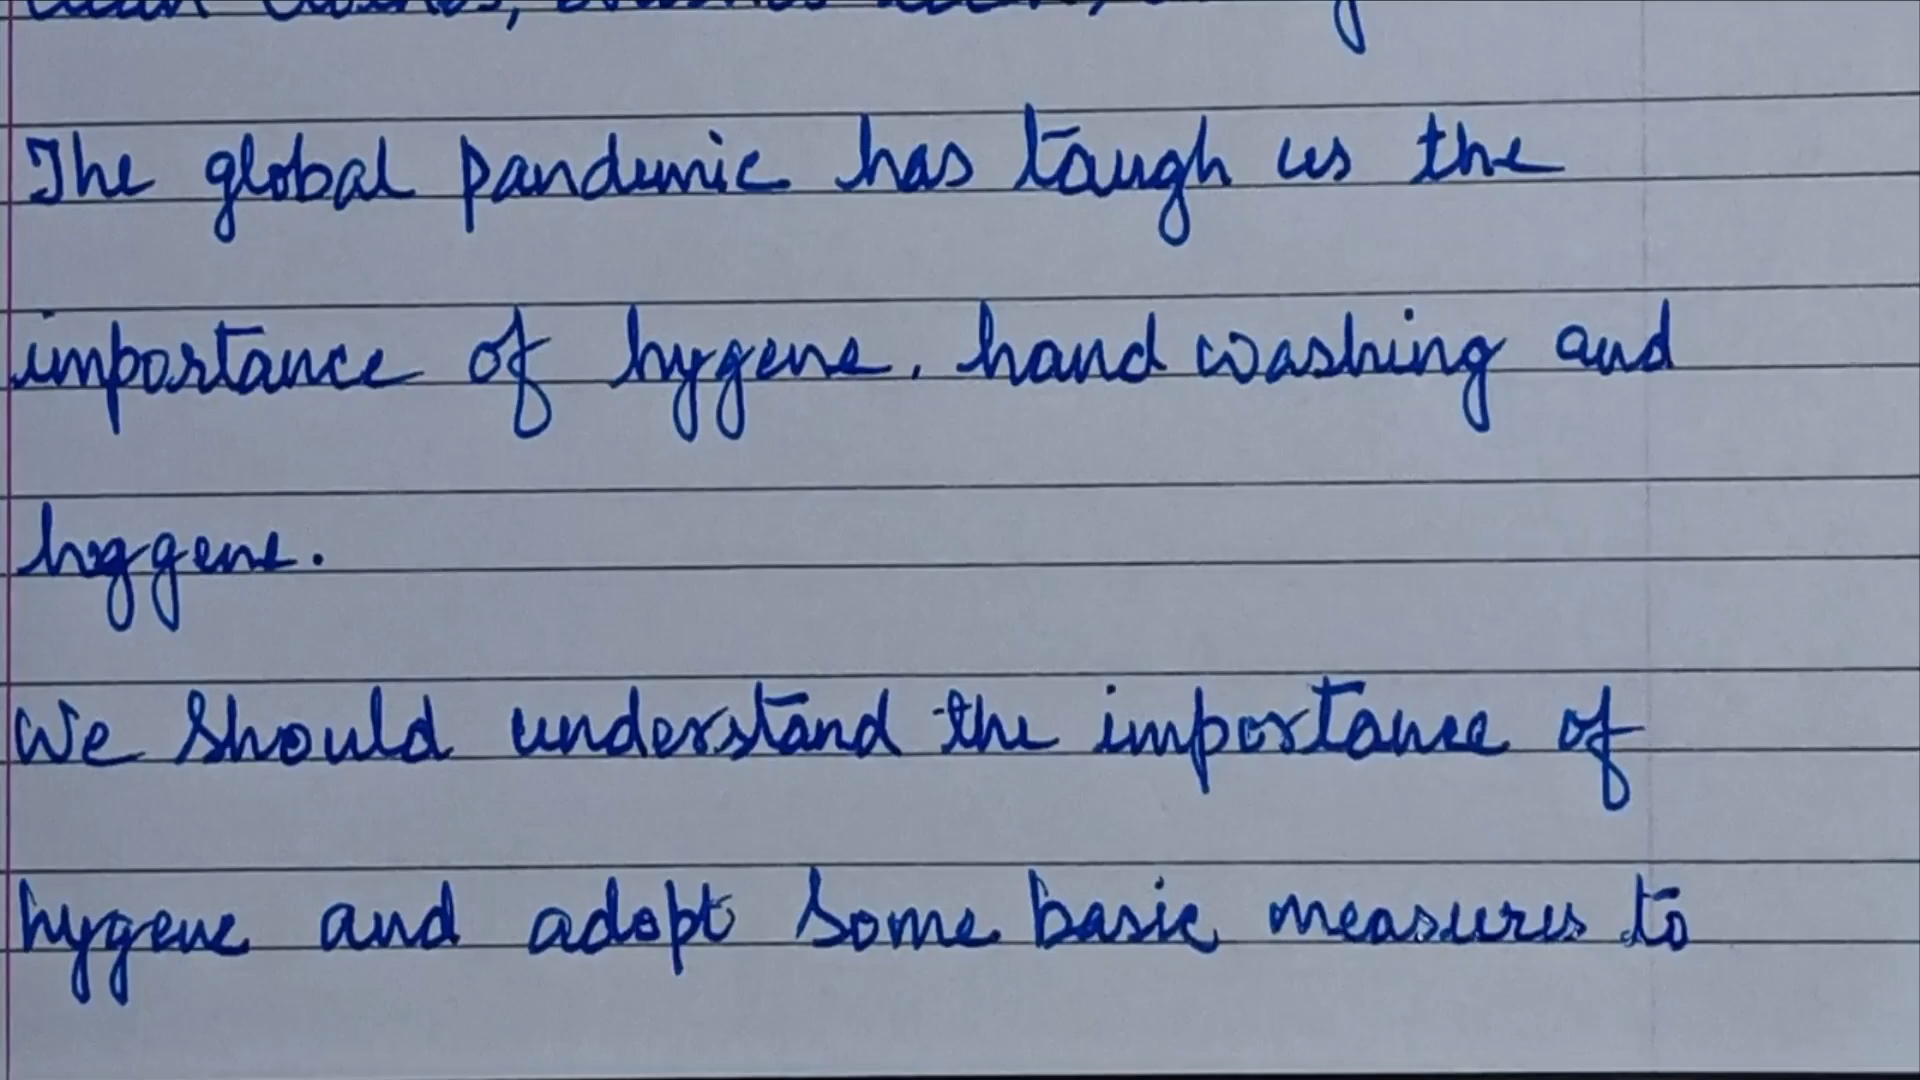 The global pandemic has taugh us the
importance of hygene. hand washing and
hyggene.
We should understand the importance of
hygene and adopt some basic measures to